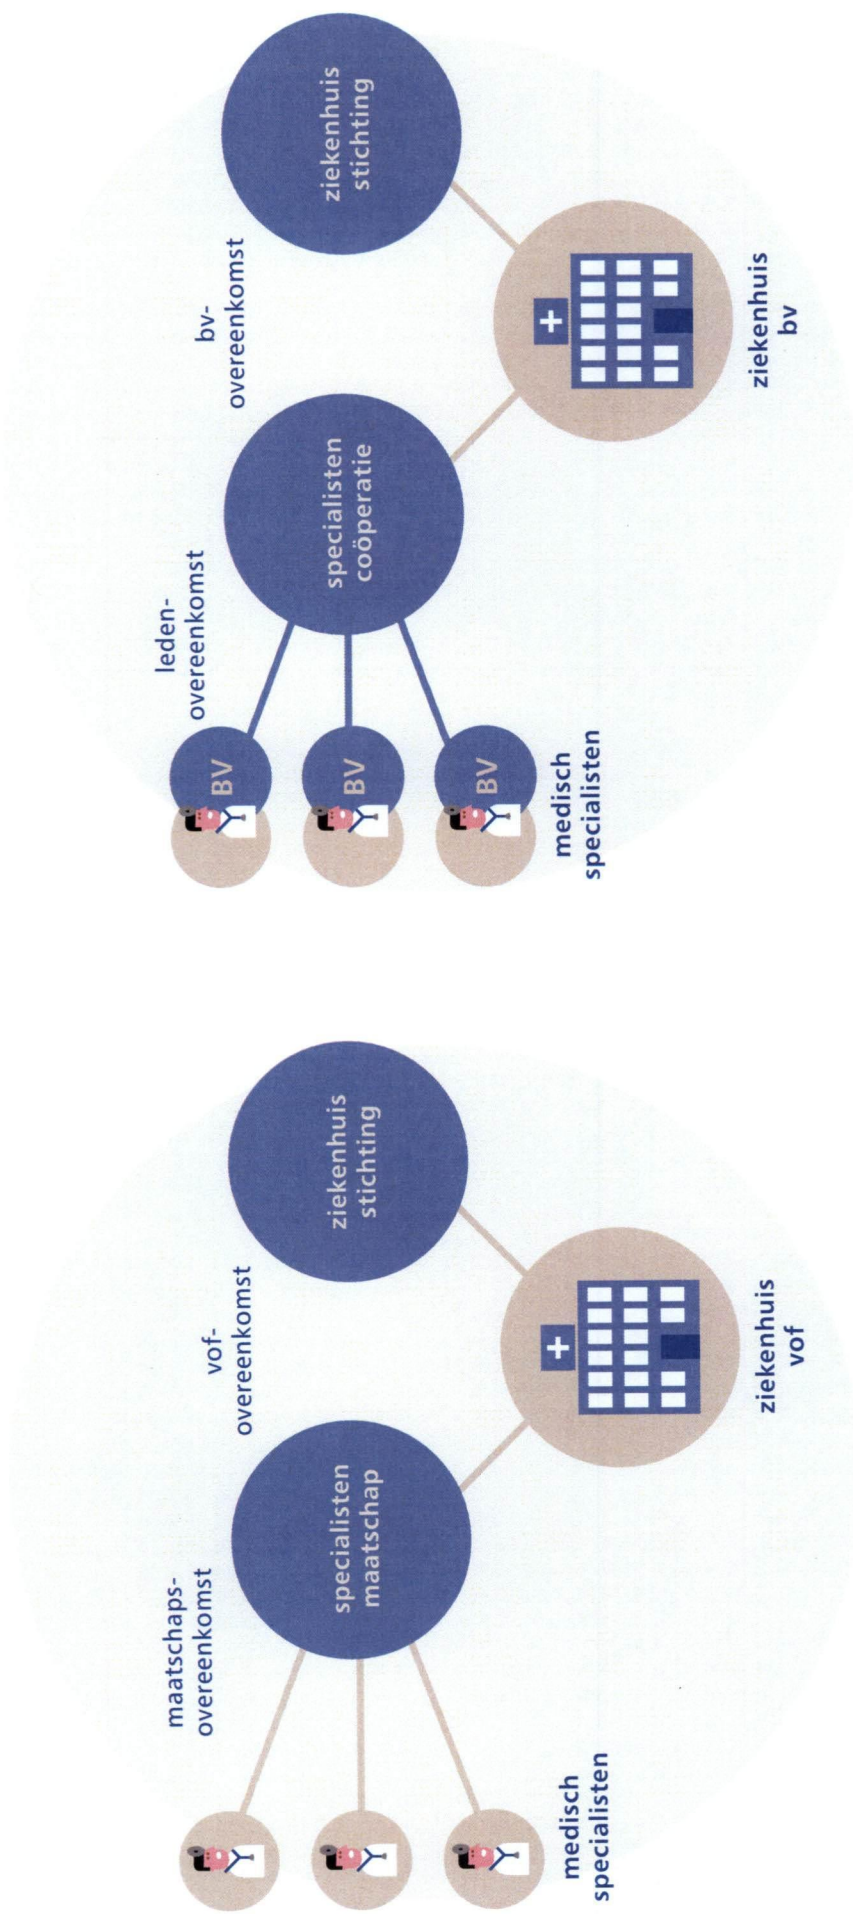 maatschaps-
overeenkomst
vof-
overeenkomst
specialisten
maatschap
ziekenhuis
stichting
medisch
specialisten
ziekenhuis
vof
leden-
overeenkomst
bv-
overeenkomst
BV
BV
BV
specialisten
coöperatie
ziekenhuis
stichting
medisch
specialisten
ziekenhuis
bv